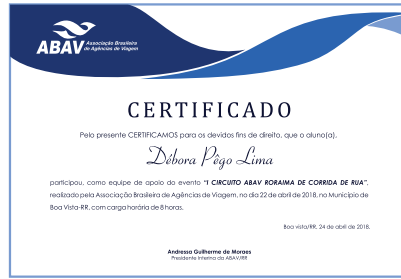 ABAV Associação Brasileira
de Agências de Viagem
CERTIFICADO
Pelo presente CERTIFICAMOS para os devidos fins de direito, que o aluno(a),
Débora Pêgo Lima
participou, como equipe de apoio do evento "I CIRCUITO ABAV RORAIMA DE CORRIDA DE RUA",
realizado pela Associação Brasileira de Agências de Viagem, no dia 22 de abril de 2018, no Município de
Boa Vista-RR, com carga horária de 8 horas.
Boa vista/RR, 24 de abril de 2018.
Andressa Guilherme de Moraes
Presidente Interina da ABAV/RR